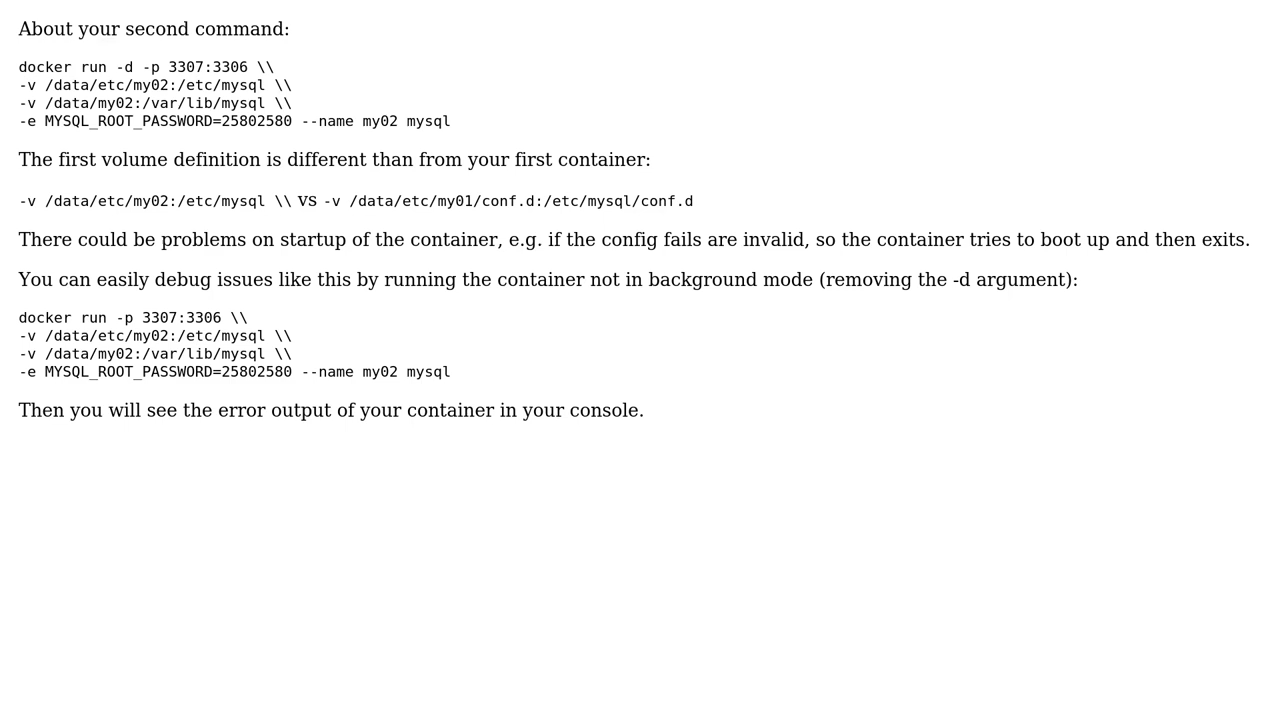 About your second command:
docker run -d -p 3307:3306 \\
-v /data/etc/my02:/etc/mysql \\
-v /data/my02:/var/lib/mysql \\
-e MYSQL_ROOT_PASSWORD=25802580 --name my02 mysql
The first volume definition is different than from your first container:
-v /data/etc/my02:/etc/mysql \\ vs -v /data/etc/my01/conf.d:/etc/mysql/conf.d
There could be problems on startup of the container, e.g. if the config fails are invalid, so the container tries to boot up and then exits.
You can easily debug issues like this by running the container not in background mode (removing the -d argument):
docker run -p 3307:3306 \\
-v /data/etc/my02:/etc/mysql \\
-v /data/my02:/var/lib/mysql \\
-e MYSQL_ROOT_PASSWORD=25802580 --name my02 mysql
Then you will see the error output of your container in your console.